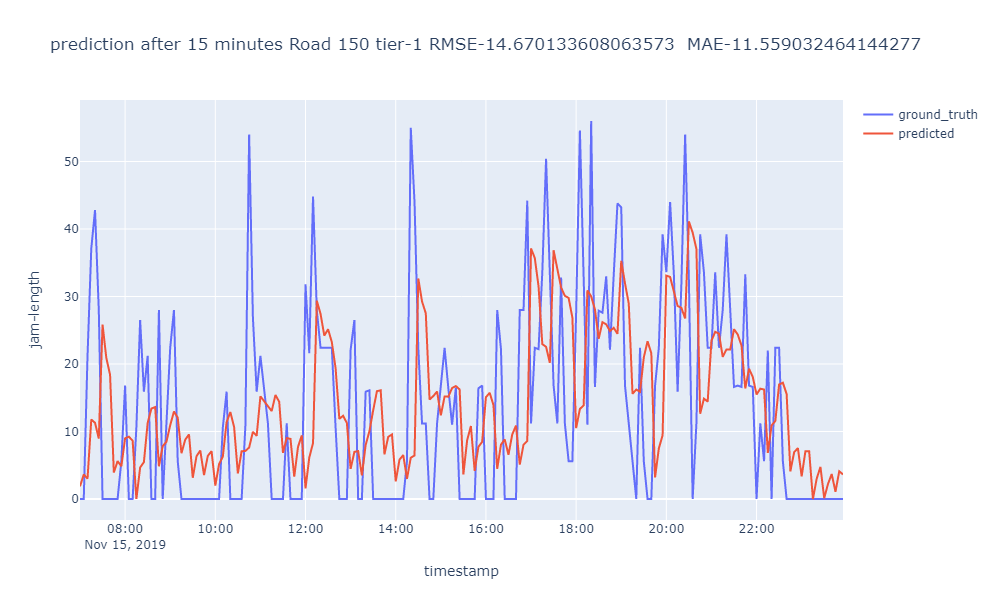 prediction after 15 minutes Road 150 tier-1 RMSE-14.670133608063573  MAE-11.559032464144277
ground_truth
predicted
50
40
30
20
10
0
jam-length
08:00 10:00 12:00 14:00 16:00 18:00 20:00 22:00
Nov 15, 2019
timestamp